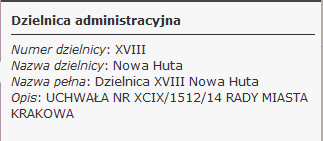 Dzielnica administracyjna
Numer dzielnicy: XVIII
Nazwa dzielnicy: Nowa Huta
Nazwa pełna: Dzielnica XVIII Nowa Huta
Opis: UCHWAŁA NR XCIX/1512/14 RADY MIASTA
KRAKOWA